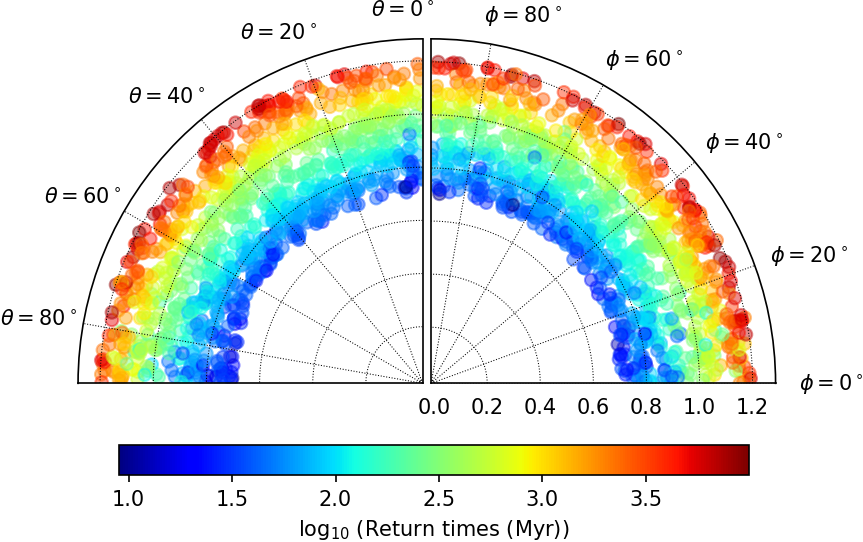 θ = 0°
ϕ = 80°
θ = 20°
ϕ = 60°
θ = 40°
ϕ = 40°
θ = 60°
ϕ = 20°
θ = 80°
ϕ = 0°
0.0 0.2 0.4 0.6 0.8 1.0 1.2
1.0 1.5 2.0 2.5 3.0 3.5
log₁₀ (Return times (Myr))